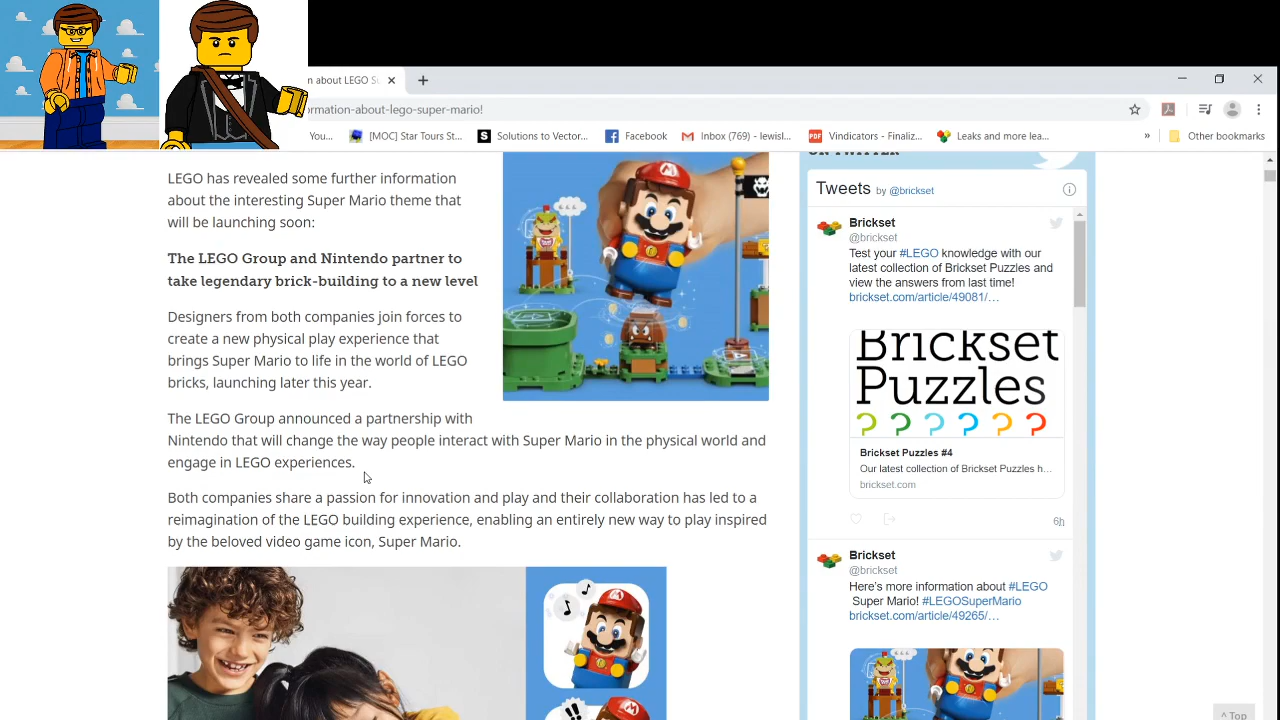 n about LEGO S
ormation-about-lego-super-mario!
You...
[MOC] Star Tours St...
Solutions to Vector...
Facebook
Inbox (769) - lewisl...
PDF
Vindicators - Finaliz...
Leaks and more lea...
»
Other bookmarks
ON TWITTER
LEGO has revealed some further information
about the interesting Super Mario theme that
will be launching soon:
The LEGO Group and Nintendo partner to
take legendary brick-building to a new level
Designers from both companies join forces to
create a new physical play experience that
brings Super Mario to life in the world of LEGO
bricks, launching later this year.
The LEGO Group announced a partnership with
Nintendo that will change the way people interact with Super Mario in the physical world and
engage in LEGO experiences.
Both companies share a passion for innovation and play and their collaboration has led to a
reimagination of the LEGO building experience, enabling an entirely new way to play inspired
by the beloved video game icon, Super Mario.
Tweets by @brickset
Brickset
@brickset
Test your #LEGO knowledge with our
latest collection of Brickset Puzzles and
view the answers from last time!
brickset.com/article/49081/...
Brickset
Puzzles
? ? ? ? ? ?
Brickset Puzzles #4
Our latest collection of Brickset Puzzles h...
brickset.com
6h
Brickset
@brickset
Here's more information about #LEGO
Super Mario! #LEGOSuperMario
brickset.com/article/49265/...
^ Top